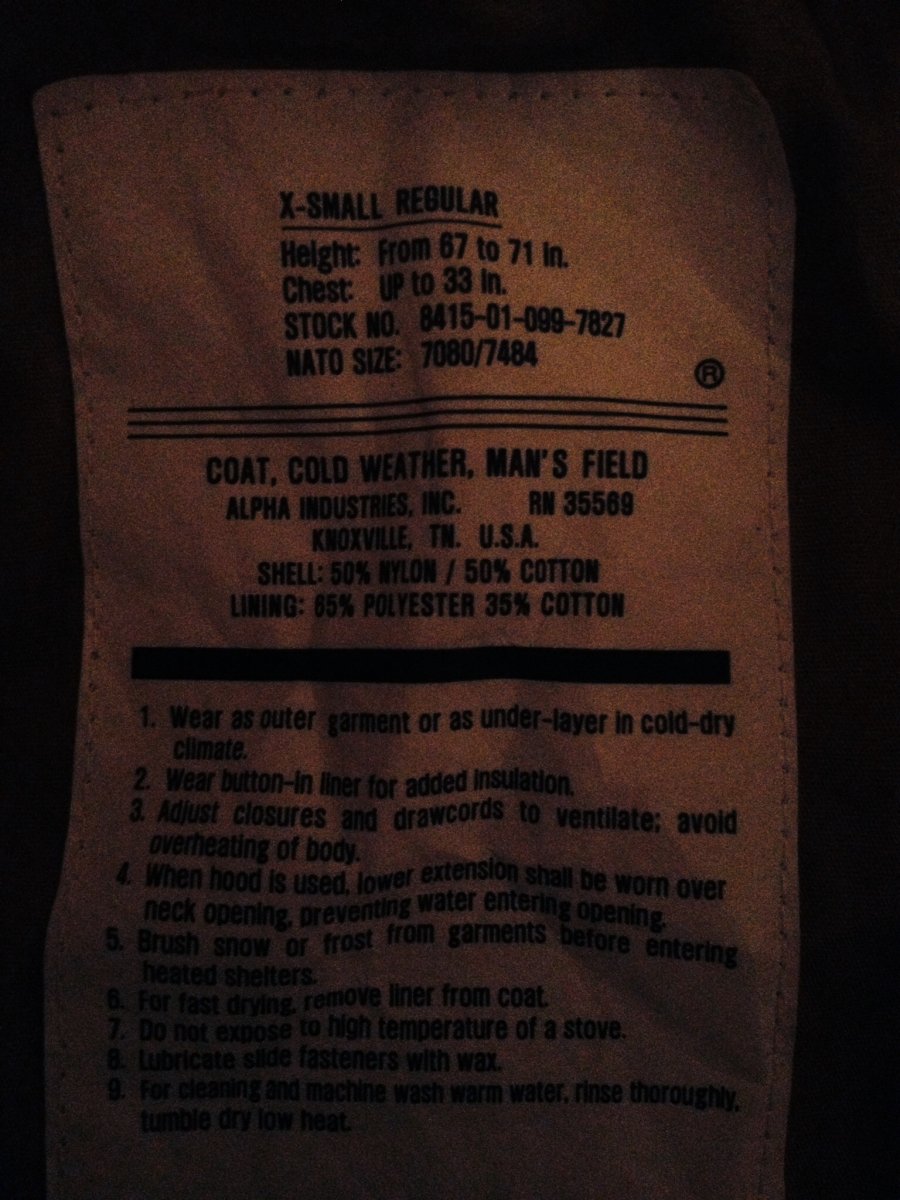 X-SMALL REGULAR
Height: From 67 to 71 in.
Chest: UP to 33 in.
STOCK NO. 8415-01-099-7827
NATO SIZE: 7080/7484
®
COAT, COLD WEATHER, MAN'S FIELD
ALPHA INDUSTRIES, INC. RN 35569
KNOXVILLE, TN. U.S.A.
SHELL: 50% NYLON / 50% COTTON
LINING: 65% POLYESTER 35% COTTON
1. Wear as outer garment or as under-layer in cold-dry
climate.
2. Wear button-in liner for added insulation.
3. Adjust closures and drawcords to ventilate; avoid
overheating of body.
4. When hood is used, lower extension shall be worn over
neck opening, preventing water entering opening.
5. Brush snow or frost from garments before entering
heated shelters.
6. For fast drying, remove liner from coat.
7. Do not expose to high temperature of a stove.
8. Lubricate slide fasteners with wax.
9. For cleaning and machine wash warm water, rinse thoroughly,
tumble dry low heat.